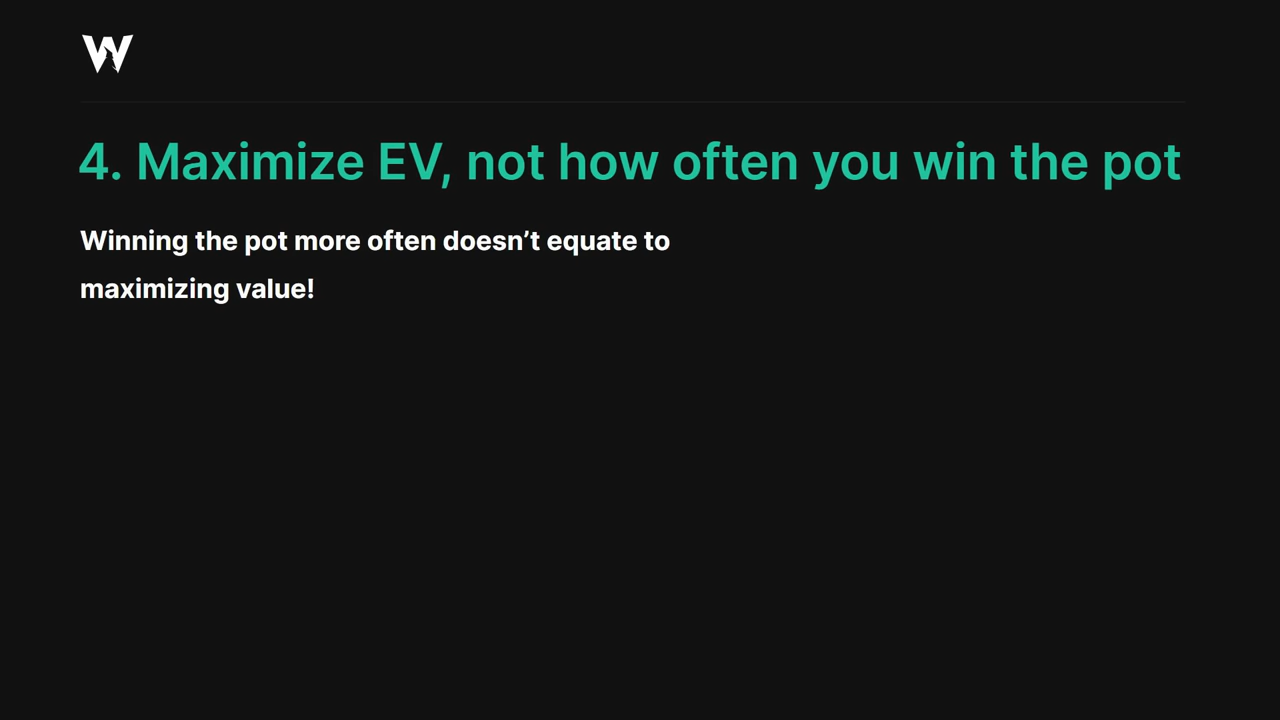 W
4. Maximize EV, not how often you win the pot
Winning the pot more often doesn’t equate to
maximizing value!